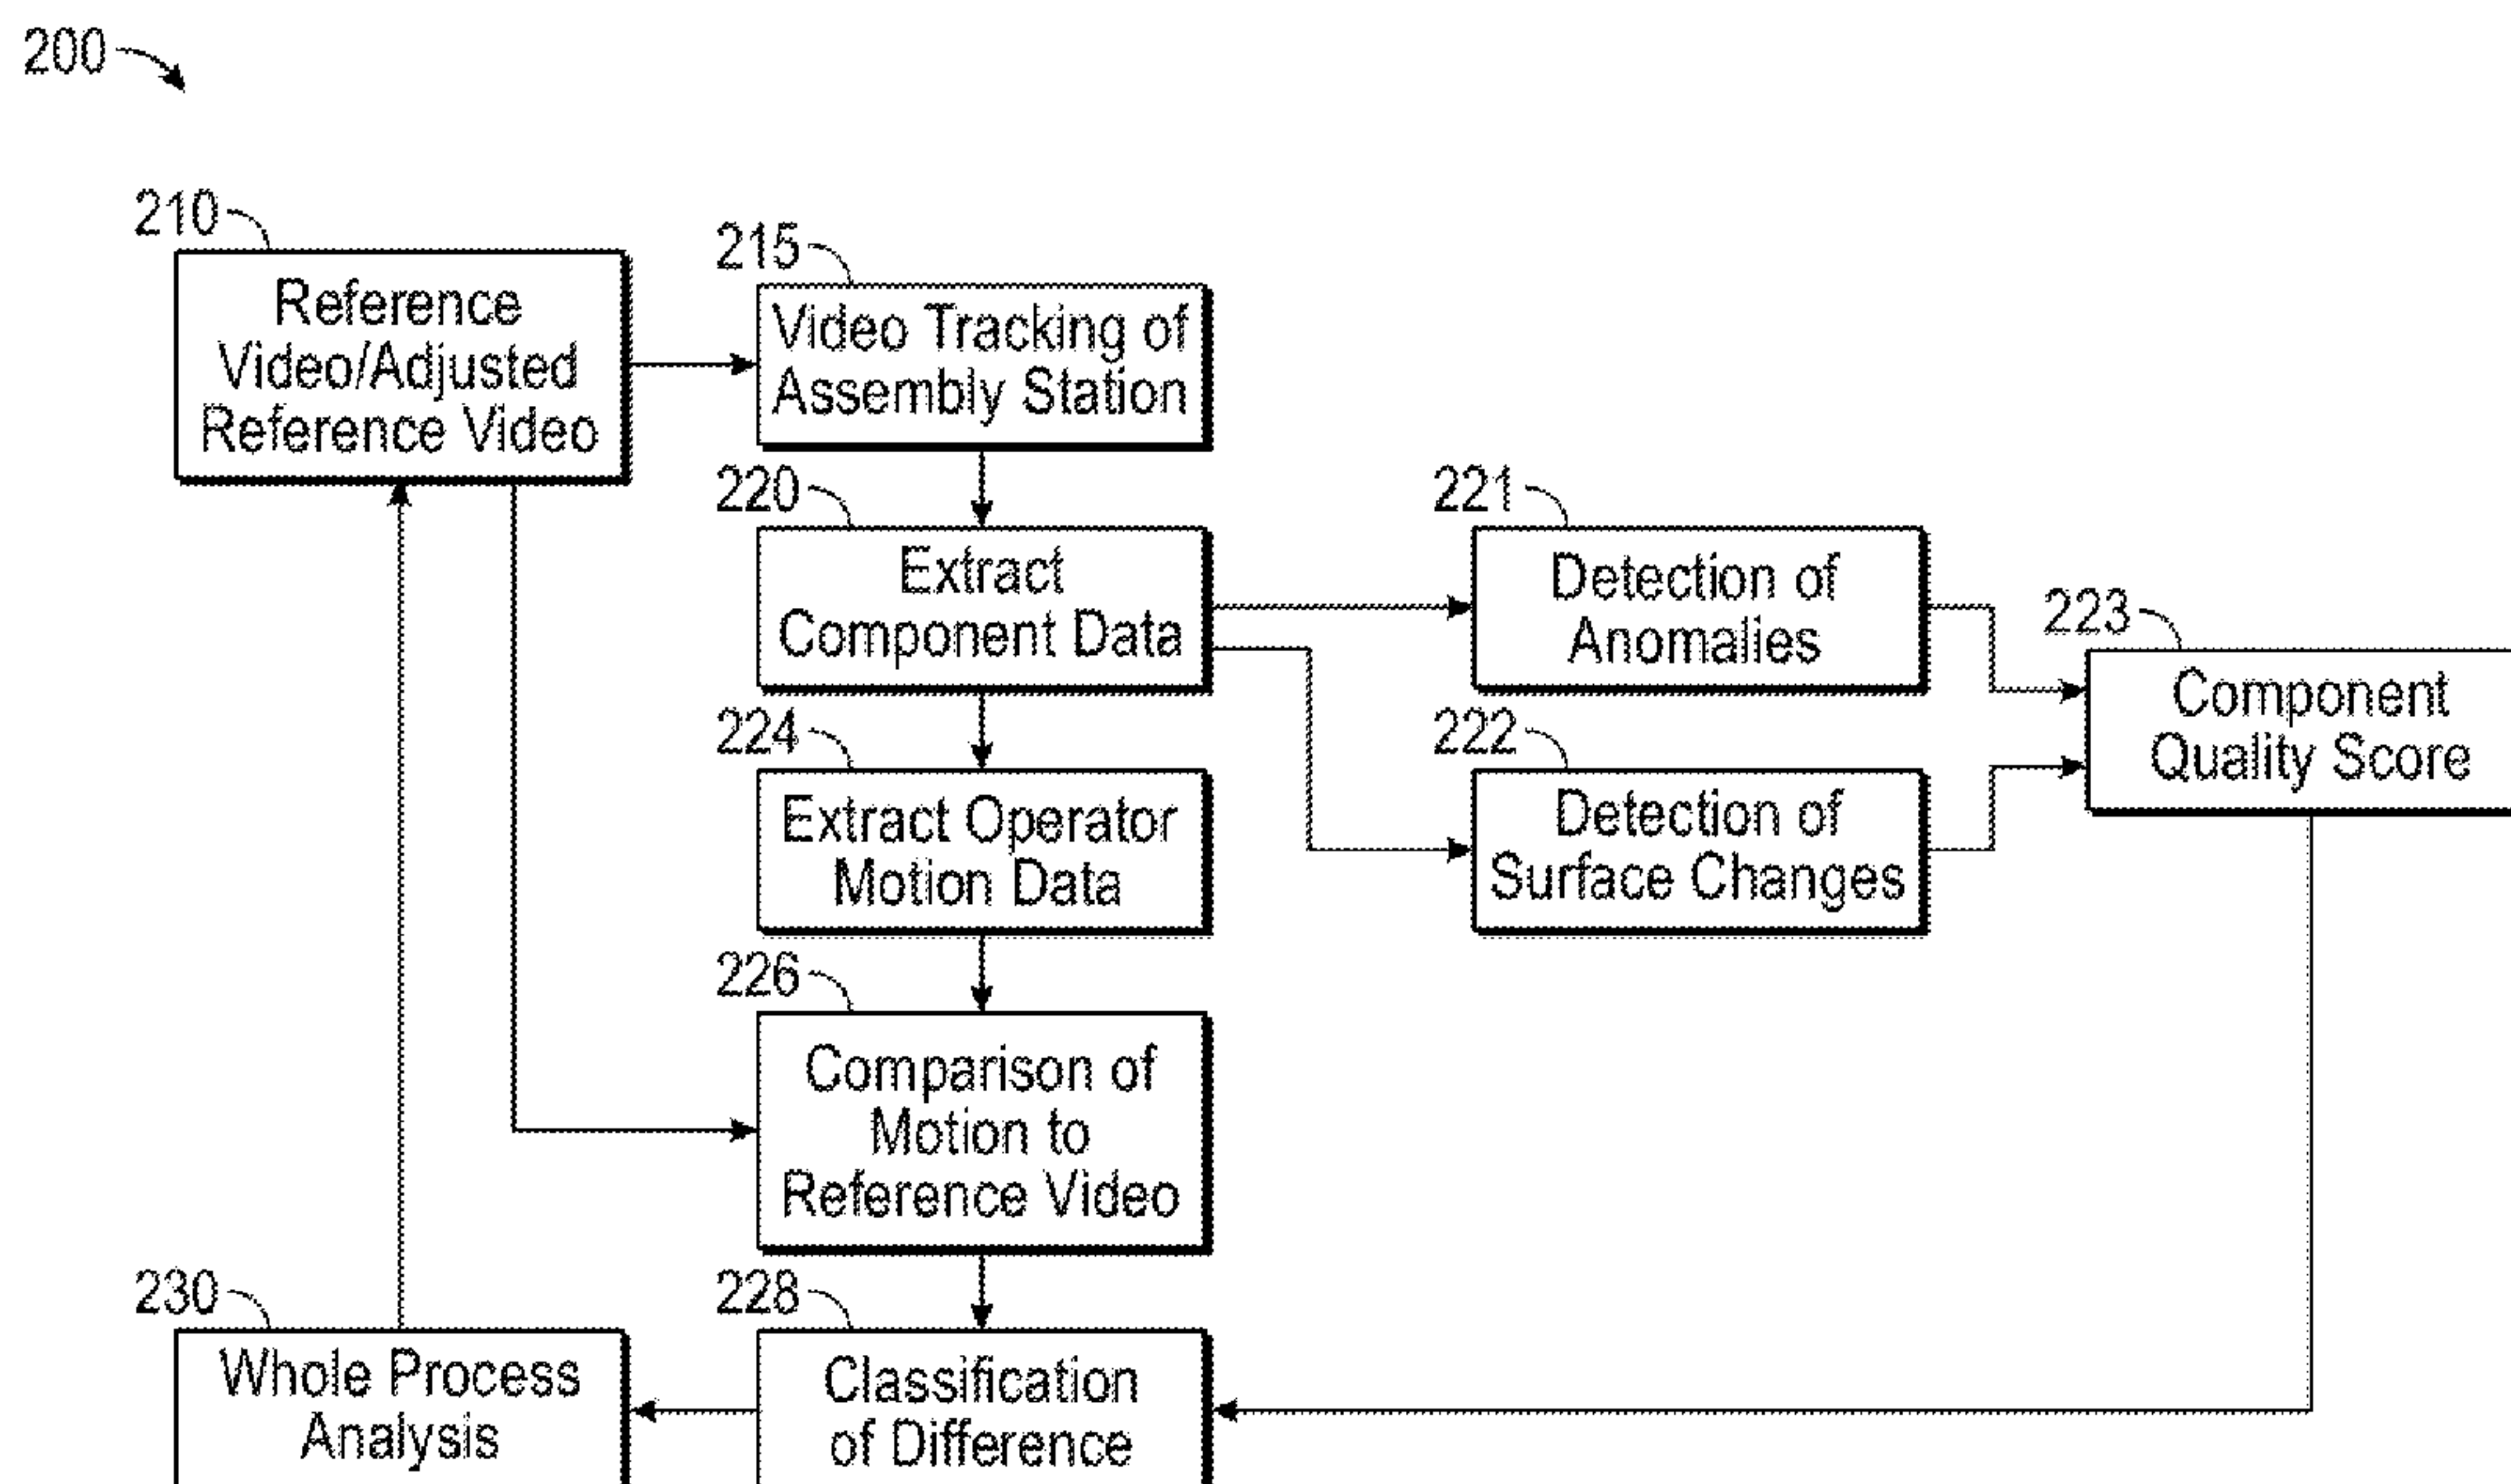 200
210
Reference
Video/Adjusted
Reference Video
215
Video Tracking of
Assembly Station
220
Extract
Component Data
221
Detection of
Anomalies
223
Component
Quality Score
224
Extract Operator
Motion Data
222
Detection of
Surface Changes
226
Comparison of
Motion to
Reference Video
230
Whole Process
Analysis
228
Classification
of Difference